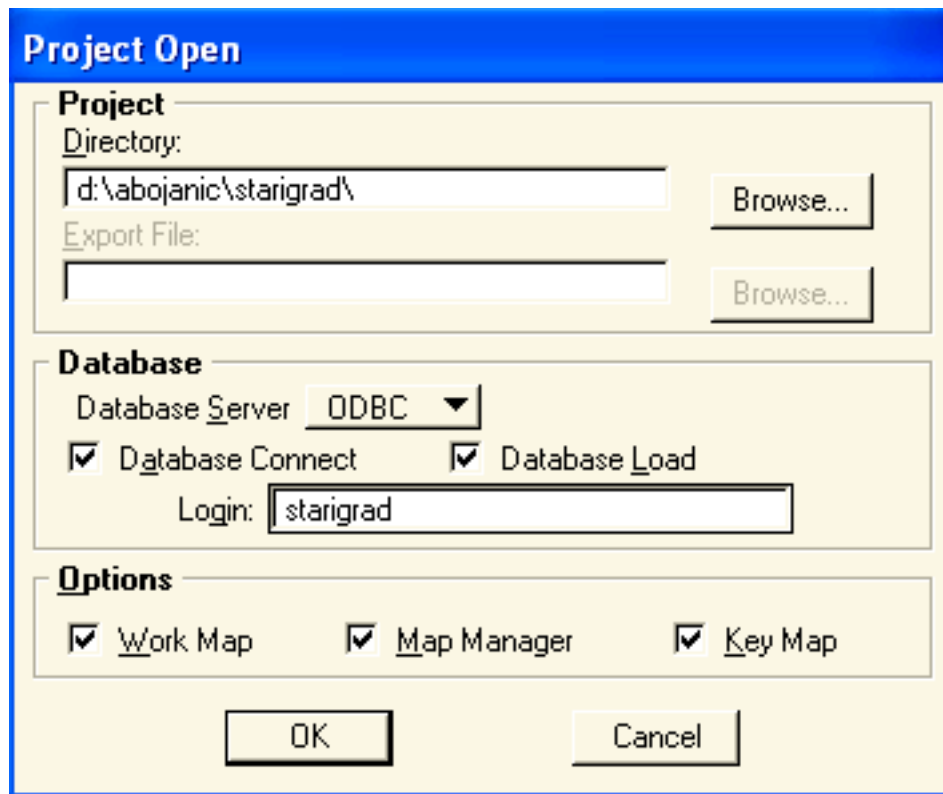 Project Open
Project
Directory:
d:\abojanic\starigrad\
Browse...
Export File:
Browse...
Database
Database Server ODBC
Database Connect Database Load
Login: starigrad
Options
Work Map Map Manager Key Map
OK Cancel